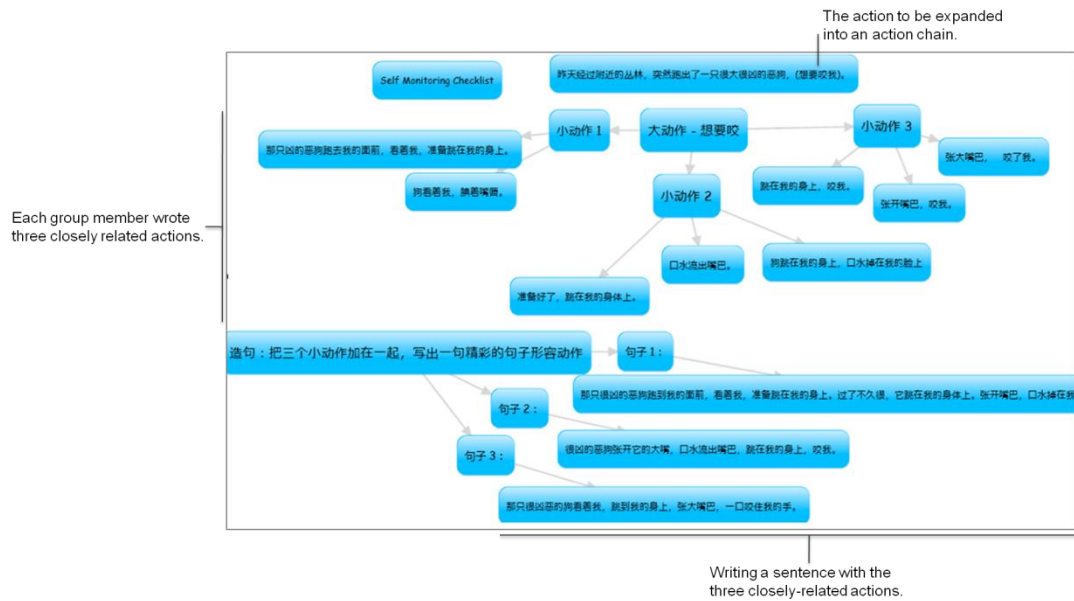 The action to be expanded
into an action chain.
Self Monitoring Checklist
昨天经过附近的丛林，突然跑出了一只很大很凶的恶狗，(想要咬我)。
小动作 1
大动作 - 想要咬
小动作 3
那只凶的恶狗跑去我的面前，看着我，准备跳在我的身上。
张大嘴巴， 咬了我。
狗看着我，嘴唇。
跳在我的身上，咬我。
张开嘴巴，咬我。
小动作 2
Each group member wrote
three closely related actions.
口水流出嘴巴。
狗跳在我的身上，口水掉在我的脸上
准备好了，跳在我的身体上。
造句：把三个小动作加在一起，写出一句精彩的句子形容动作
句子 1：
那只很凶的恶狗跑到我的面前，看着我，准备跳在我的身上。过了不久很，它跳在我的身体上。张开嘴巴，口水掉在我
句子 2：
很凶的恶狗张开它的大嘴，口水流出嘴巴，跳在我的身上，咬我。
句子 3：
那只很凶恶的狗看着我，跳到我的身上，张大嘴巴，一口咬住我的手。
Writing a sentence with the
three closely-related actions.